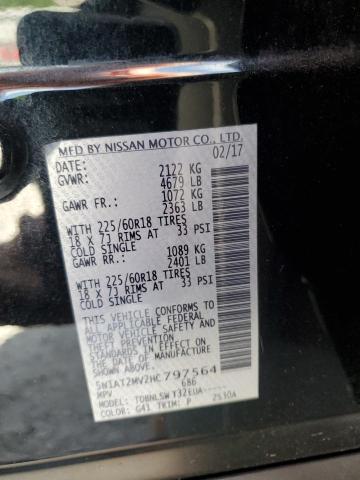 MFD BY NISSAN MOTOR CO., LTD.
DATE: 02/17
GVWR: 2122 KG
4679 LB
GAWR FR.: 1072 KG
2363 LB
WITH 225/60R18 TIRES
18 X 7J RIMS AT 33 PSI
COLD SINGLE
GAWR RR.: 1089 KG
2401 LB
WITH 225/60R18 TIRES
18 X 7J RIMS AT 33 PSI
COLD SINGLE
THIS VEHICLE CONFORMS TO
ALL APPLICABLE FEDERAL
MOTOR VEHICLE SAFETY
STANDARDS IN EFFECT ON
THE DATE OF MANUFACTURE
SHOWN ABOVE.
5N1AT2MV2HC797564
MPV 686
MODEL:
COLOR: G41 TRIM: P 2530A